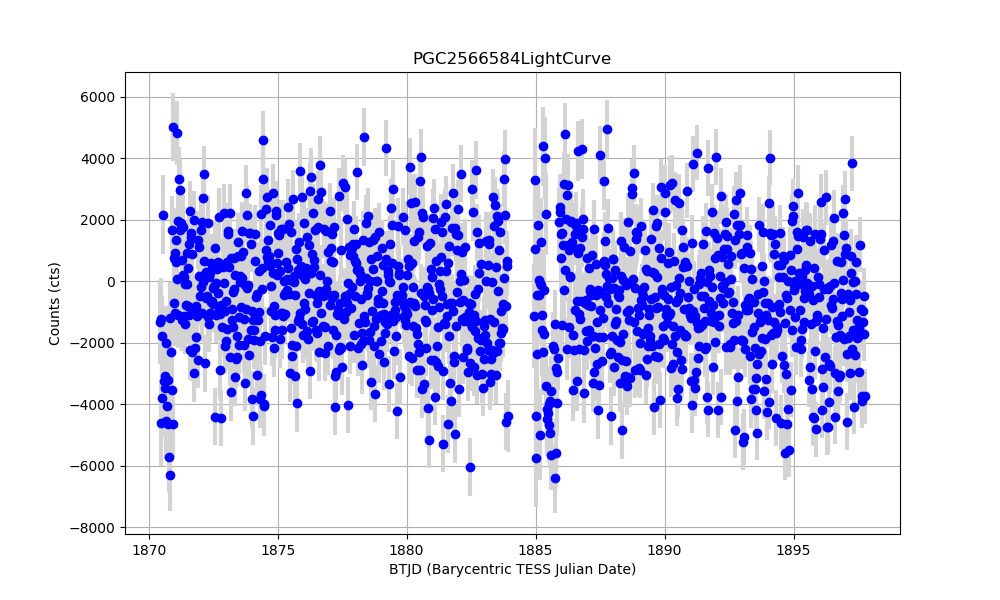 PGC2566584LightCurve
6000
4000
2000
0
−2000
−4000
−6000
−8000
Counts (cts)
1870 1875 1880 1885 1890 1895
BTJD (Barycentric TESS Julian Date)